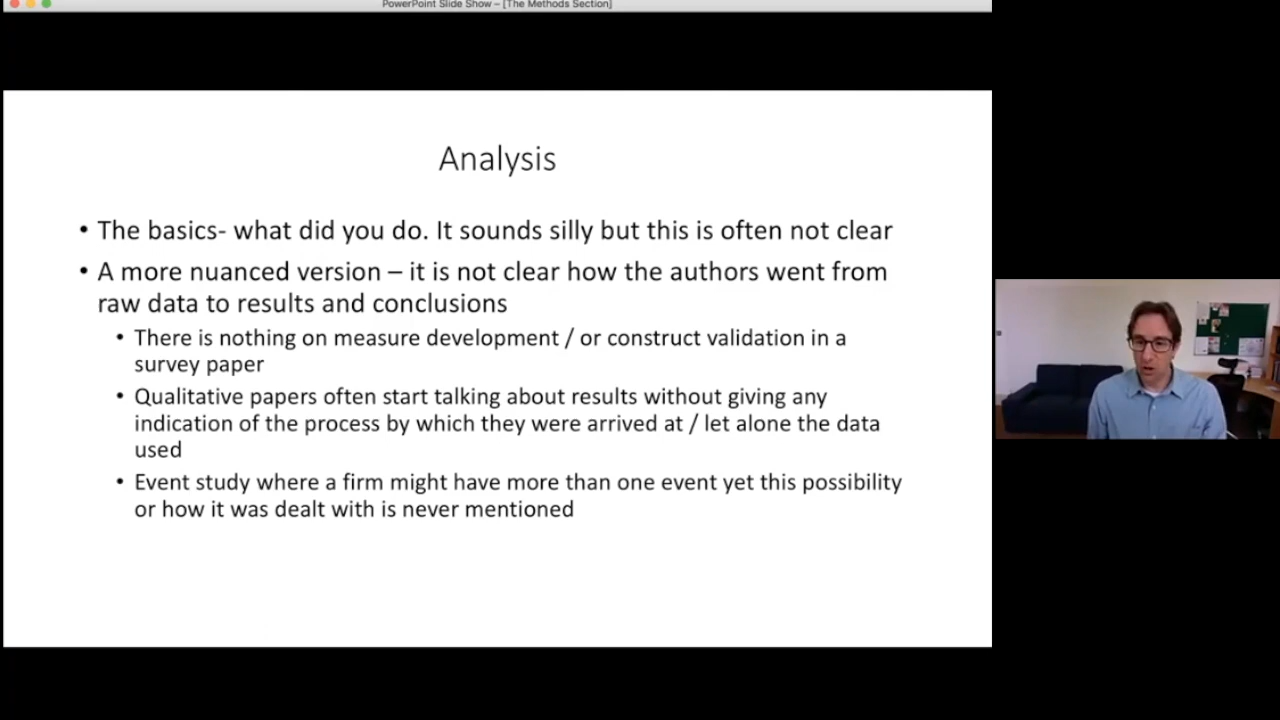 PowerPoint Slide Show – [The Methods Section]
Analysis
• The basics- what did you do. It sounds silly but this is often not clear
• A more nuanced version – it is not clear how the authors went from
raw data to results and conclusions
• There is nothing on measure development / or construct validation in a
survey paper
• Qualitative papers often start talking about results without giving any
indication of the process by which they were arrived at / let alone the data
used
• Event study where a firm might have more than one event yet this possibility
or how it was dealt with is never mentioned